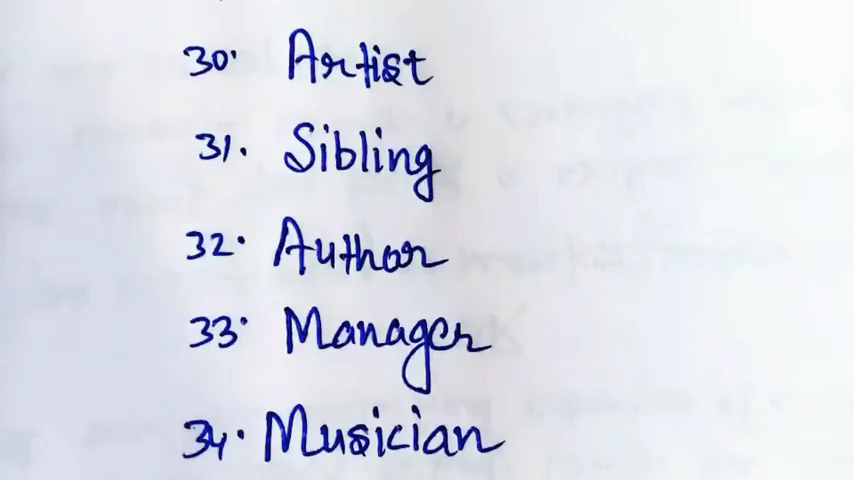 30. Artist
31. Sibling
32. Author
33. Manager
34. Musician